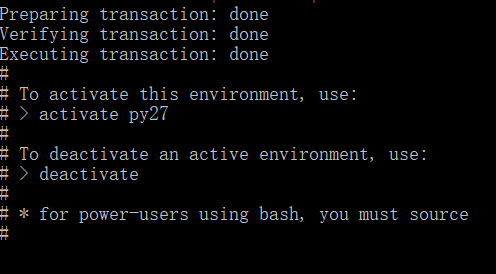 Preparing transaction: done
Verifying transaction: done
Executing transaction: done
#
# To activate this environment, use:
# > activate py27
#
# To deactivate an active environment, use:
# > deactivate
#
# * for power-users using bash, you must source
#